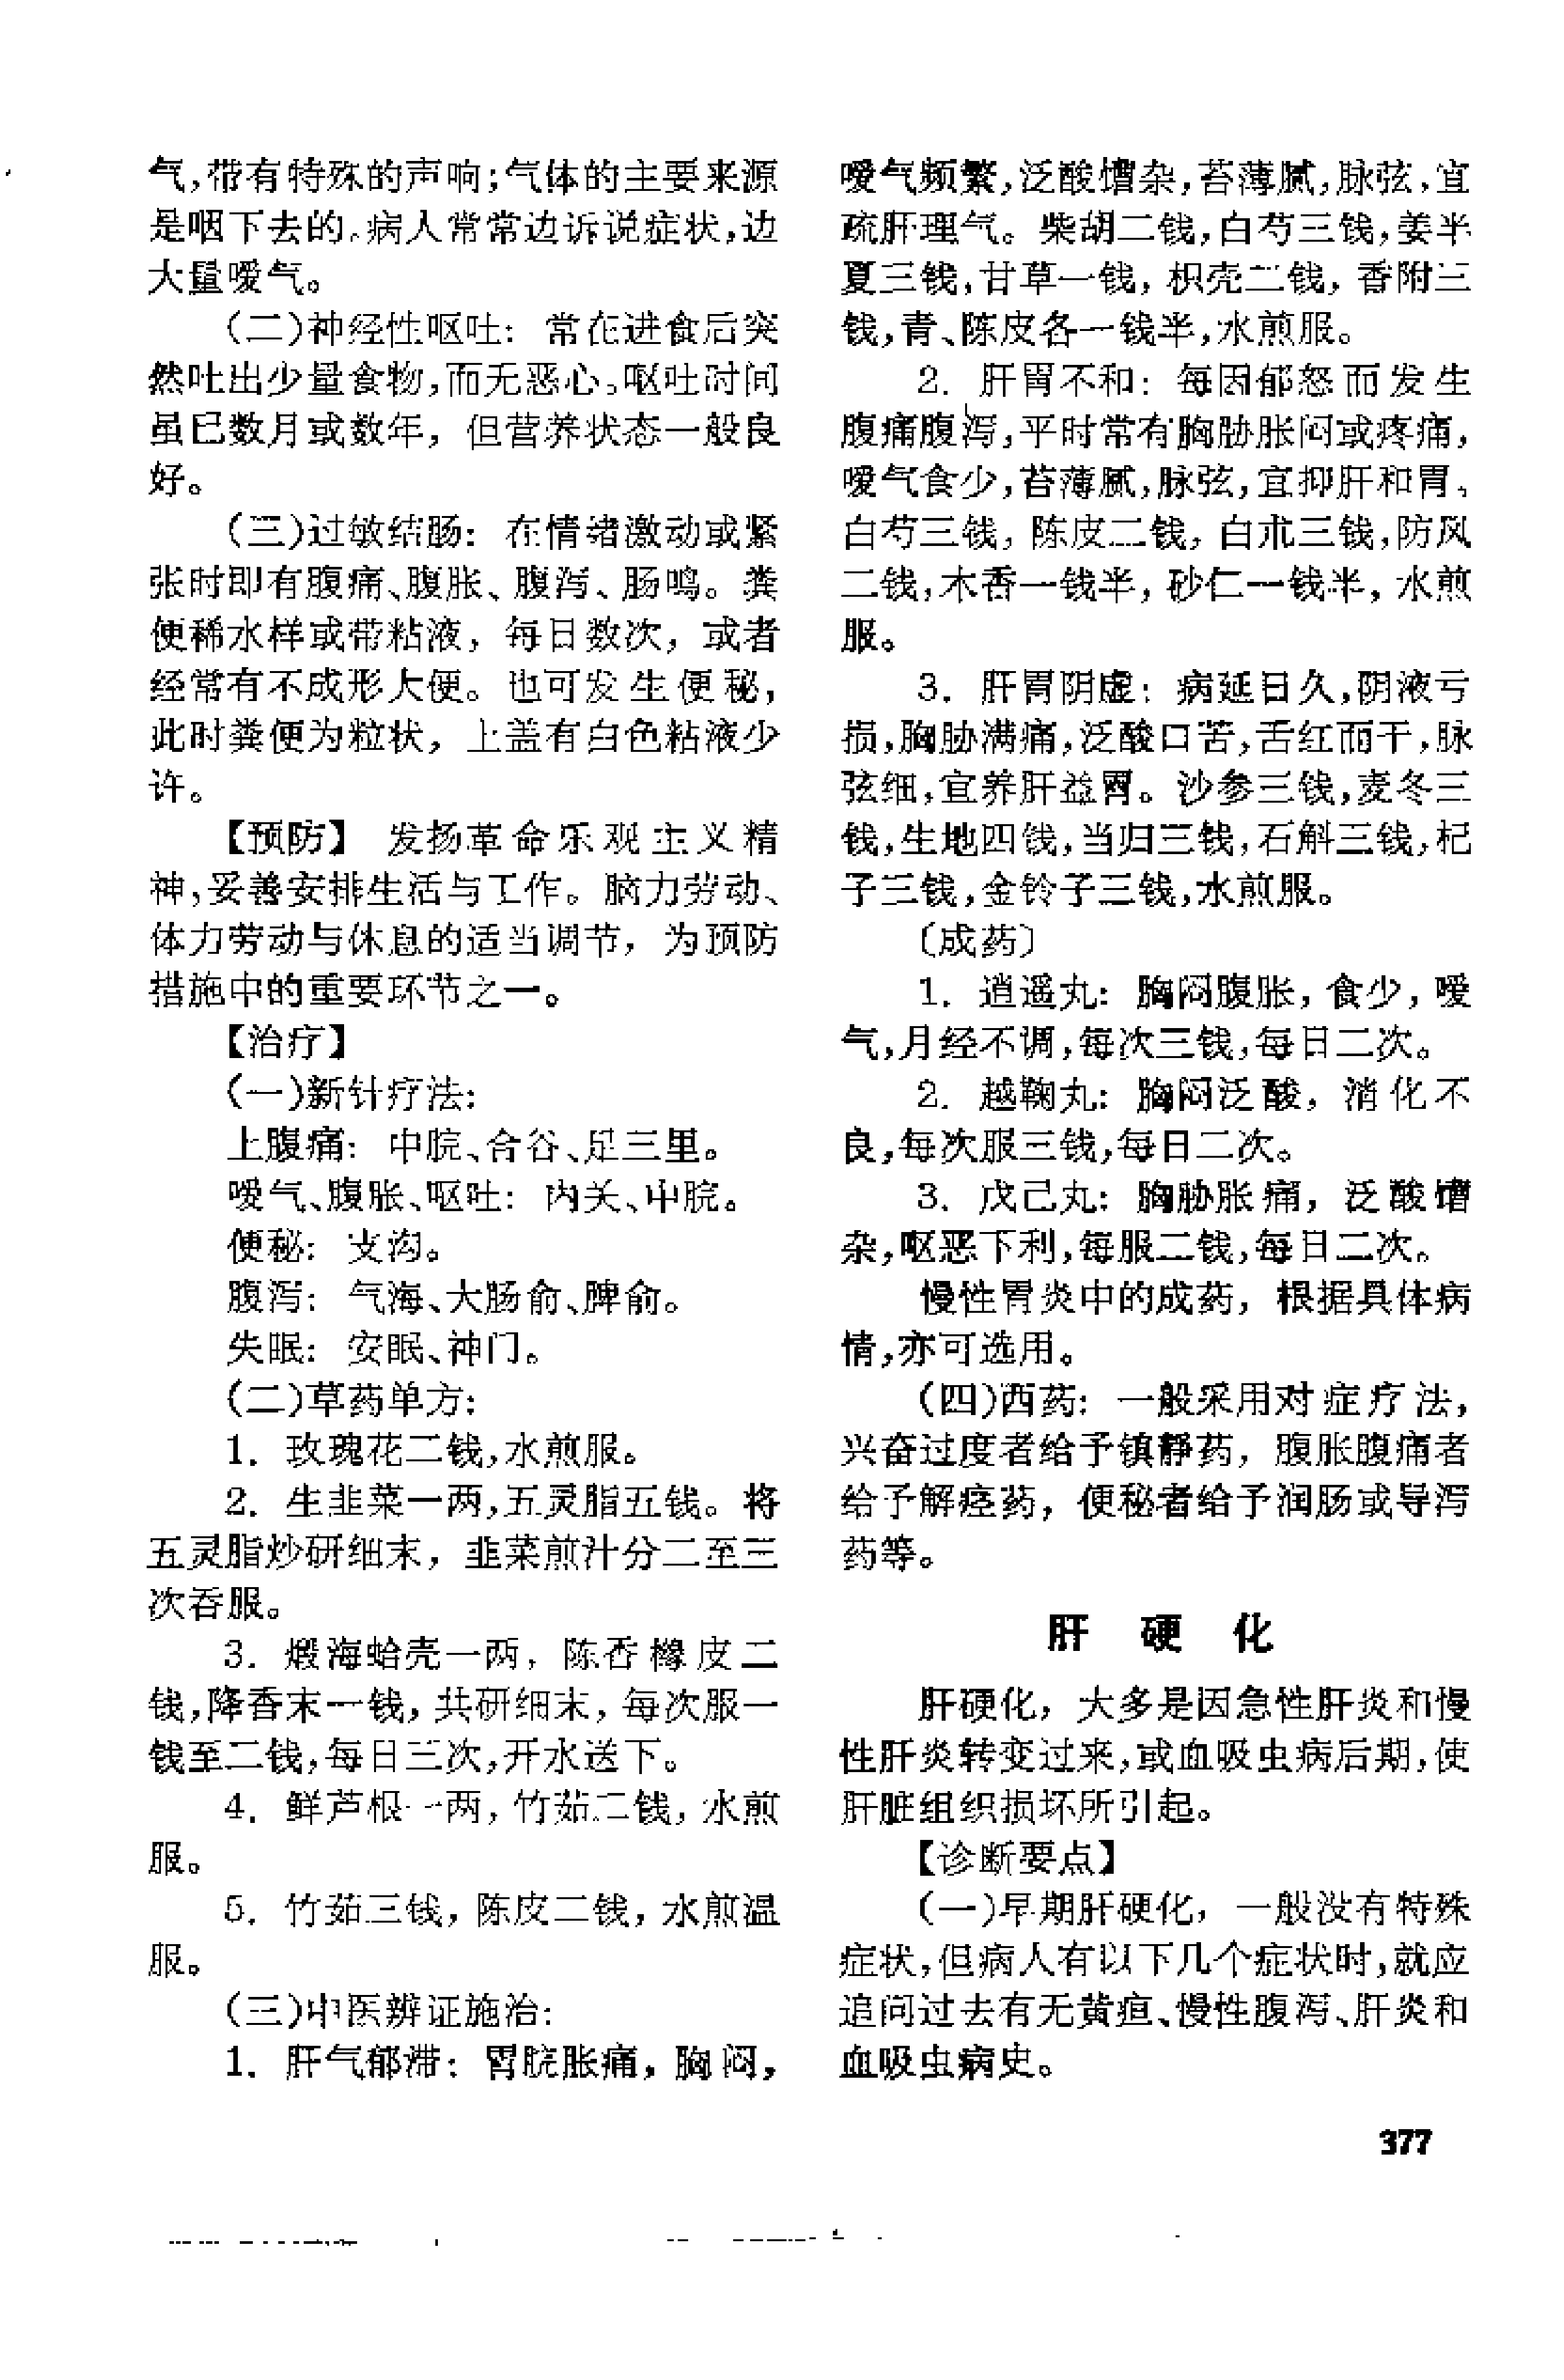 气,带有特殊的声响;气体的主要来源
是咽下去的。病人常常边诉说症状,边
大量嗳气。
(二)神经性呕吐: 常在进食后突
然吐出少量食物,而无恶心。呕吐时间
虽已数月或数年, 但营养状态一般良
好。
(三)过敏结肠: 在情绪激动或紧
张时即有腹痛、腹胀、腹泻、肠鸣。粪
便稀水样或带粘液, 每日数次, 或者
经常有不成形大便。也可发生便秘,
此时粪便为粒状, 上盖有白色粘液少
许。
【预防】 发扬革命乐观主义精
神,妥善安排生活与工作。脑力劳动、
体力劳动与休息的适当调节, 为预防
措施中的重要环节之一。
【治疗】
(一)新针疗法:
上腹痛: 中脘、合谷、足三里。
嗳气、腹胀、呕吐: 内关、中脘。
便秘: 支沟。
腹泻: 气海、大肠俞、脾俞。
失眠: 安眠、神门。
(二)草药单方:
1. 玫瑰花二钱,水煎服。
2. 生韭菜一两,五灵脂五钱。将
五灵脂炒研细末, 韭菜煎汁分二至三
次吞服。
3. 煅海蛤壳一两, 陈香橼皮二
钱,降香末一钱, 共研细末, 每次服一
钱至二钱,每日三次,开水送下。
4. 鲜芦根一两, 竹茹二钱, 水煎
服。
5. 竹茹三钱, 陈皮二钱, 水煎温
服。
(三)中医辨证施治:
1. 肝气郁滞: 胃脘胀痛, 胸闷,
嗳气频繁,泛酸嘈杂,苔薄腻,脉弦,宜
疏肝理气。柴胡二钱,白芍三钱,姜半
夏三钱,甘草一钱, 枳壳二钱, 香附三
钱,青、陈皮各一钱半,水煎服。
2. 肝胃不和: 每因郁怒而发生
腹痛腹泻,平时常有胸胁胀闷或疼痛,
嗳气食少,苔薄腻,脉弦,宜抑肝和胃。
白芍三钱, 陈皮二钱, 白朮三钱,防风
二钱,木香一钱半, 砂仁一钱半, 水煎
服。
3. 肝胃阴虚: 病延日久,阴液亏
损,胸胁满痛,泛酸口苦,舌红而干,脉
弦细,宜养肝益胃。沙参三钱,麦冬三
钱,生地四钱,当归三钱,石斛三钱,杞
子三钱,金铃子三钱,水煎服。
〔成药〕
1. 逍遥丸: 胸闷腹胀, 食少, 嗳
气,月经不调,每次三钱,每日二次。
2. 越鞠丸: 胸闷泛酸, 消化不
良,每次服三钱,每日二次。
3. 戊己丸: 胸胁胀痛, 泛酸嘈
杂,呕恶下利,每服二钱,每日二次。
慢性胃炎中的成药, 根据具体病
情,亦可选用。
(四)西药: 一般采用对症疗法,
兴奋过度者给予镇静药, 腹胀腹痛者
给予解痉药, 便秘者给予润肠或导泻
药等。
肝 硬 化
肝硬化, 大多是因急性肝炎和慢
性肝炎转变过来,或血吸虫病后期,使
肝脏组织损坏所引起。
【诊断要点】
(一)早期肝硬化, 一般没有特殊
症状,但病人有以下几个症状时,就应
追问过去有无黄疸、慢性腹泻、肝炎和
血吸虫病史。
377